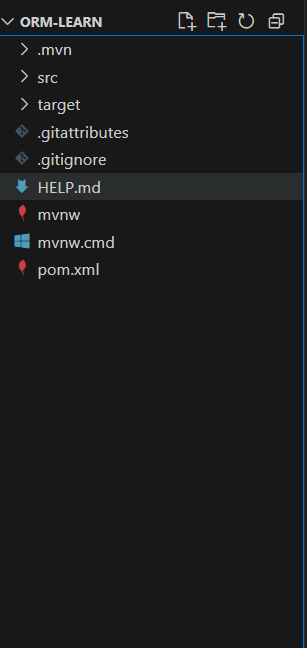 ORM-LEARN
.mvn
src
target
.gitattributes
.gitignore
HELP.md
mvnw
mvnw.cmd
pom.xml